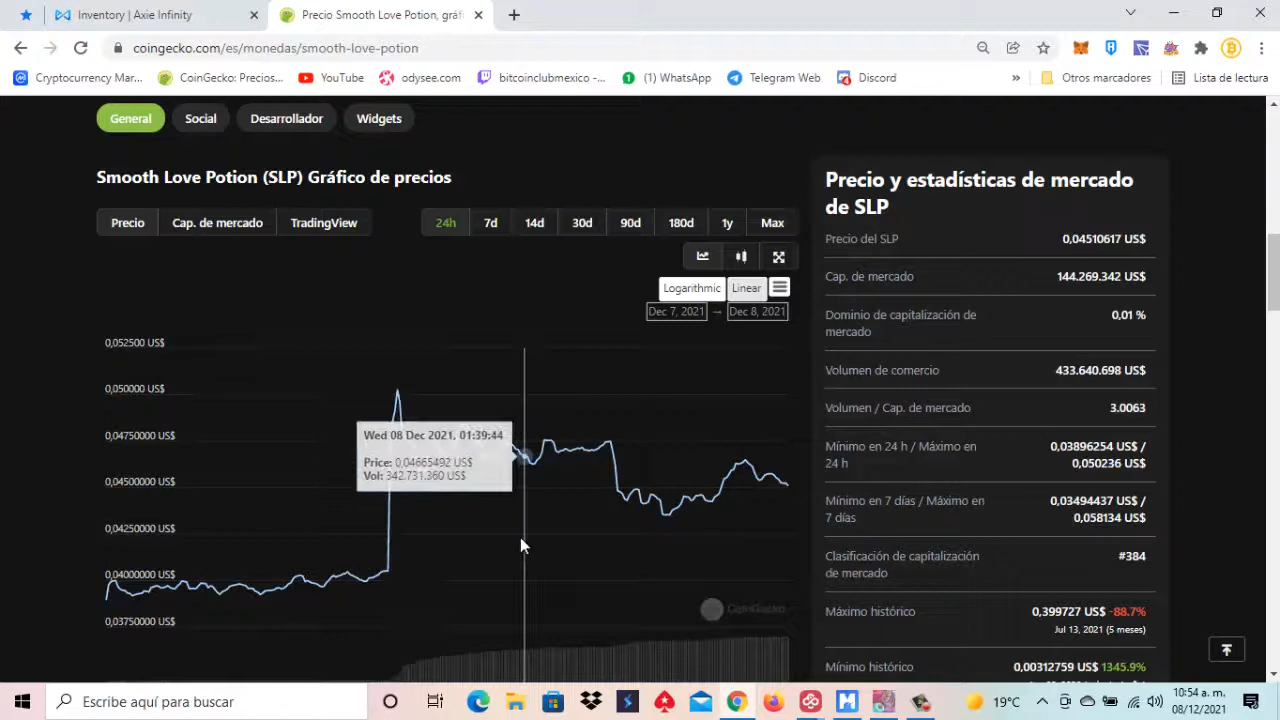 Inventory | Axie Infinity
Precio Smooth Love Potion, gráf
coingecko.com/es/monedas/smooth-love-potion
Cryptocurrency Mar...
CoinGecko: Precios...
YouTube
odysee.com
bitcoinclubmexico -...
(1) WhatsApp
Telegram Web
Discord
»
Otros marcadores
Lista de lectura
General
Social
Desarrollador
Widgets
Smooth Love Potion (SLP) Gráfico de precios
Precio
Cap. de mercado
TradingView
24h
7d
14d
30d
90d
180d
1y
Max
Logarithmic
Linear
Dec 7, 2021 → Dec 8, 2021
0,052500 US$
0,050000 US$
0,04750000 US$
0,04500000 US$
0,04250000 US$
0,04000000 US$
0,03750000 US$
Wed 08 Dec 2021, 01:39:44
Price: 0,04665492 US$
Vol: 342.731.360 US$
CoinGecko
Precio y estadísticas de mercado
de SLP
Precio del SLP
0,04510617 US$
Cap. de mercado
144.269.342 US$
Dominio de capitalización de
mercado
0,01 %
Volumen de comercio
433.640.698 US$
Volumen / Cap. de mercado
3.0063
Mínimo en 24 h / Máximo en
24 h
0,03896254 US$ /
0,050236 US$
Mínimo en 7 días / Máximo en
7 días
0,03494437 US$ /
0,058134 US$
Clasificación de capitalización
de mercado
#384
Máximo histórico
0,399727 US$ -88.7%
Jul 13, 2021 (5 meses)
Mínimo histórico
0,00312759 US$ 1345.9%
Escribe aquí para buscar
19°C
10:54 a. m.
08/12/2021